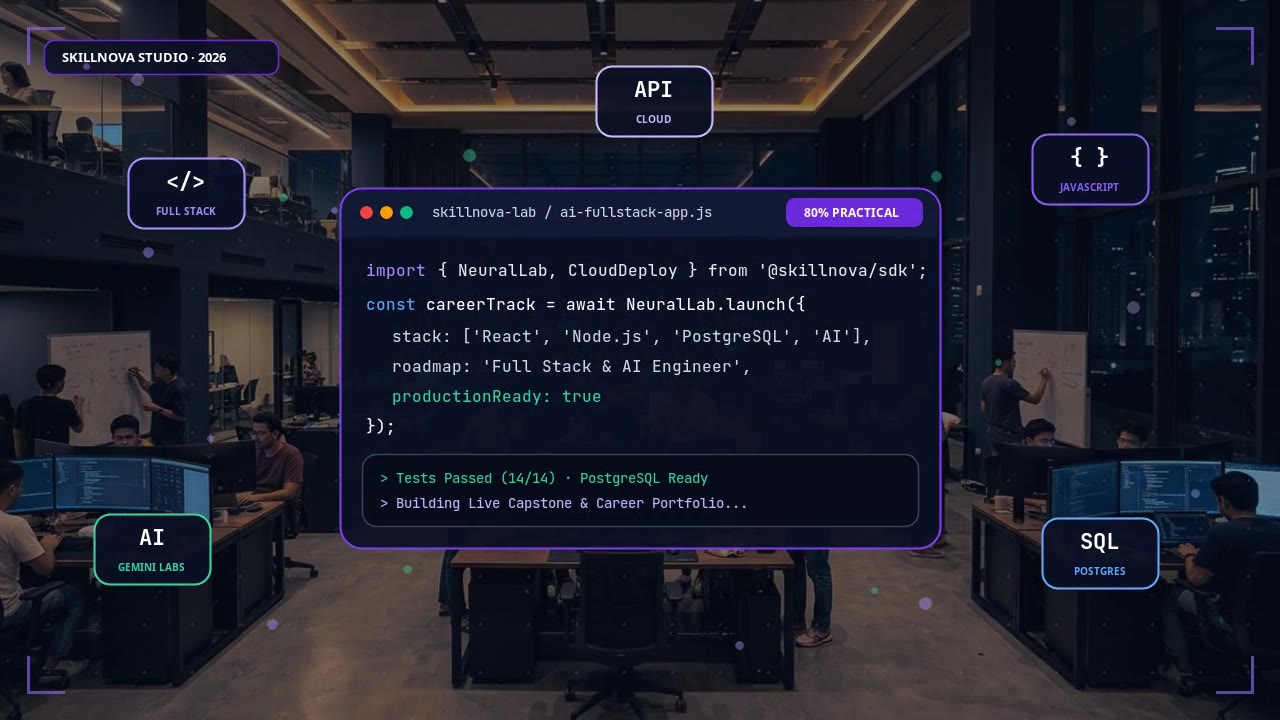 SKILLNOVA STUDIO · 2026
API
CLOUD
</>
FULL STACK
{ }
JAVASCRIPT
skillnova-lab / ai-fullstack-app.js
80% PRACTICAL
import { NeuralLab, CloudDeploy } from '@skillnova/sdk';
const careerTrack = await NeuralLab.launch({
stack: ['React', 'Node.js', 'PostgreSQL', 'AI'],
roadmap: 'Full Stack & AI Engineer',
productionReady: true
});
> Tests Passed (14/14) · PostgreSQL Ready
> Building Live Capstone & Career Portfolio...
AI
GEMINI LABS
SQL
POSTGRES